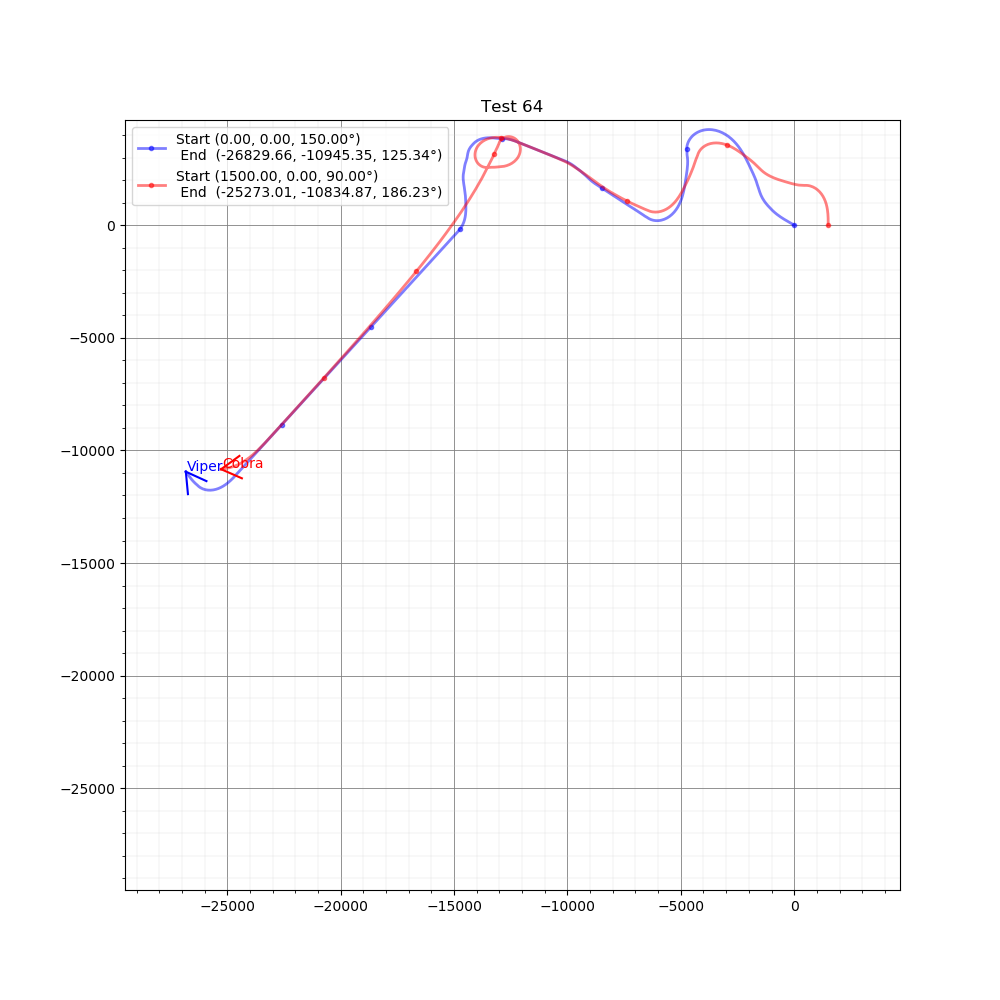 Test 64
Start (0.00, 0.00, 150.00°)
End  (-26829.66, -10945.35, 125.34°)
Start (1500.00, 0.00, 90.00°)
End  (-25273.01, -10834.87, 186.23°)
0
−5000
−10000
−15000
−20000
−25000
Viper
Cobra
−25000 −20000 −15000 −10000 −5000 0